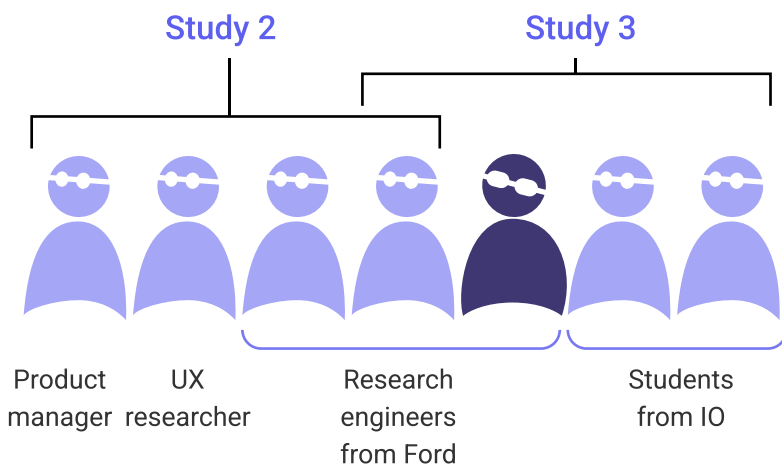 Study 2
Study 3
Product
manager
UX
researcher
Research
engineers
from Ford
Students
from IO